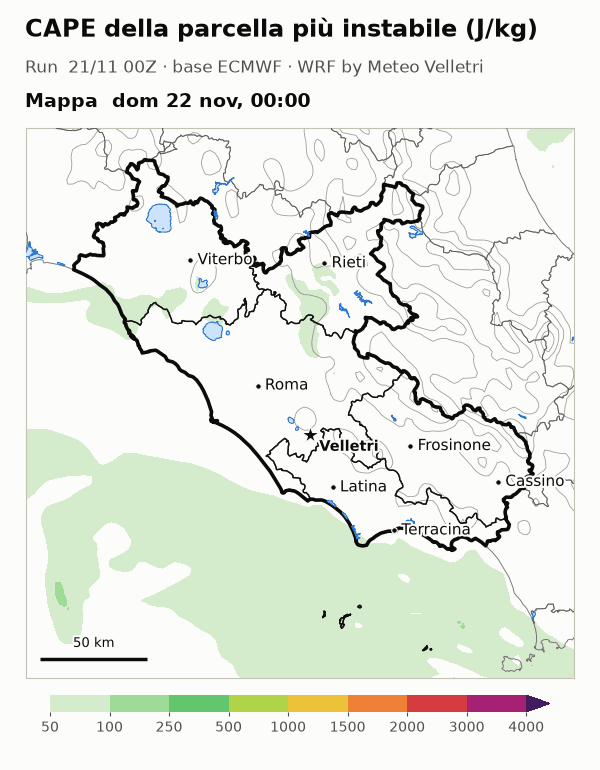 CAPE della parcella più instabile (J/kg)
Run  21/11 00Z · base ECMWF · WRF by Meteo Velletri
Mappa  dom 22 nov, 00:00
Viterbo
Rieti
Roma
Velletri
Frosinone
Cassino
Latina
Terracina
50 km
50 100 250 500 1000 1500 2000 3000 4000